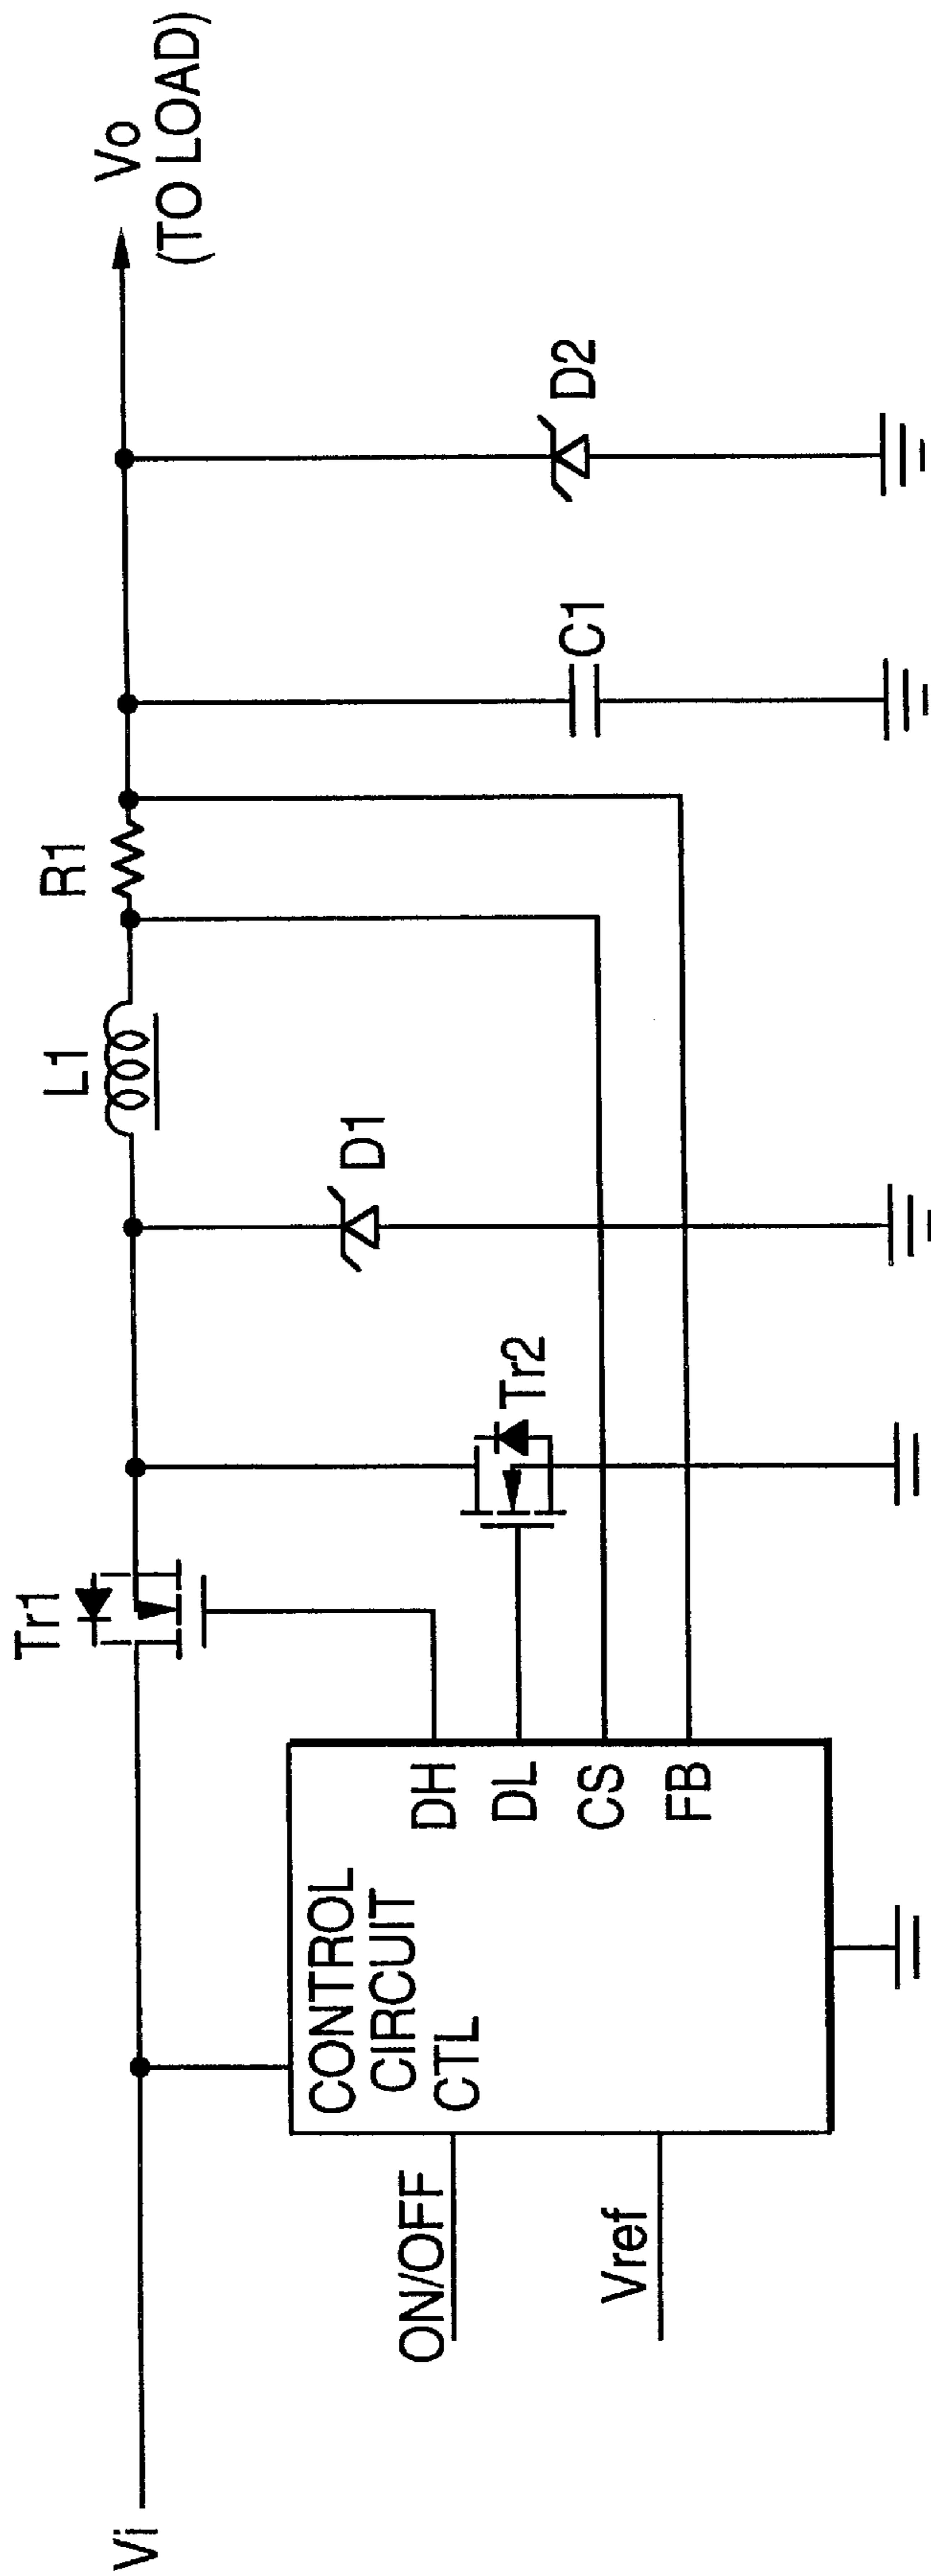 Vi
Tr1
L1
R1
Vo
(TO LOAD)
D1
Tr2
C1
D2
CONTROL
CIRCUIT
CTL
ON/OFF
Vref
DH
DL
CS
FB